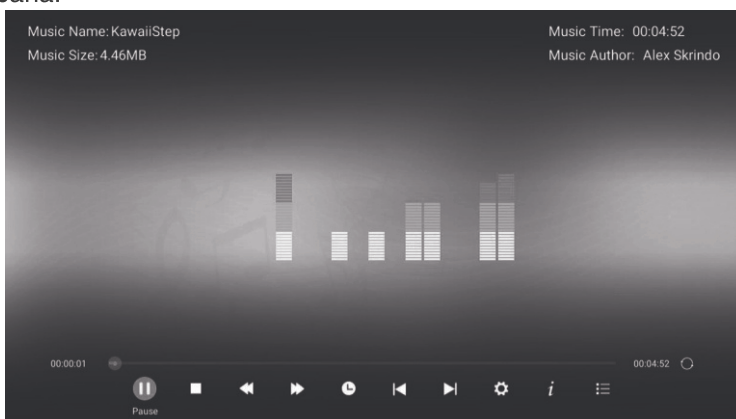 Music Name: KawaiiStep
Music Size: 4.46MB
Music Time: 00:04:52
Music Author: Alex Skrindo
00:00:01
00:04:52
Pause